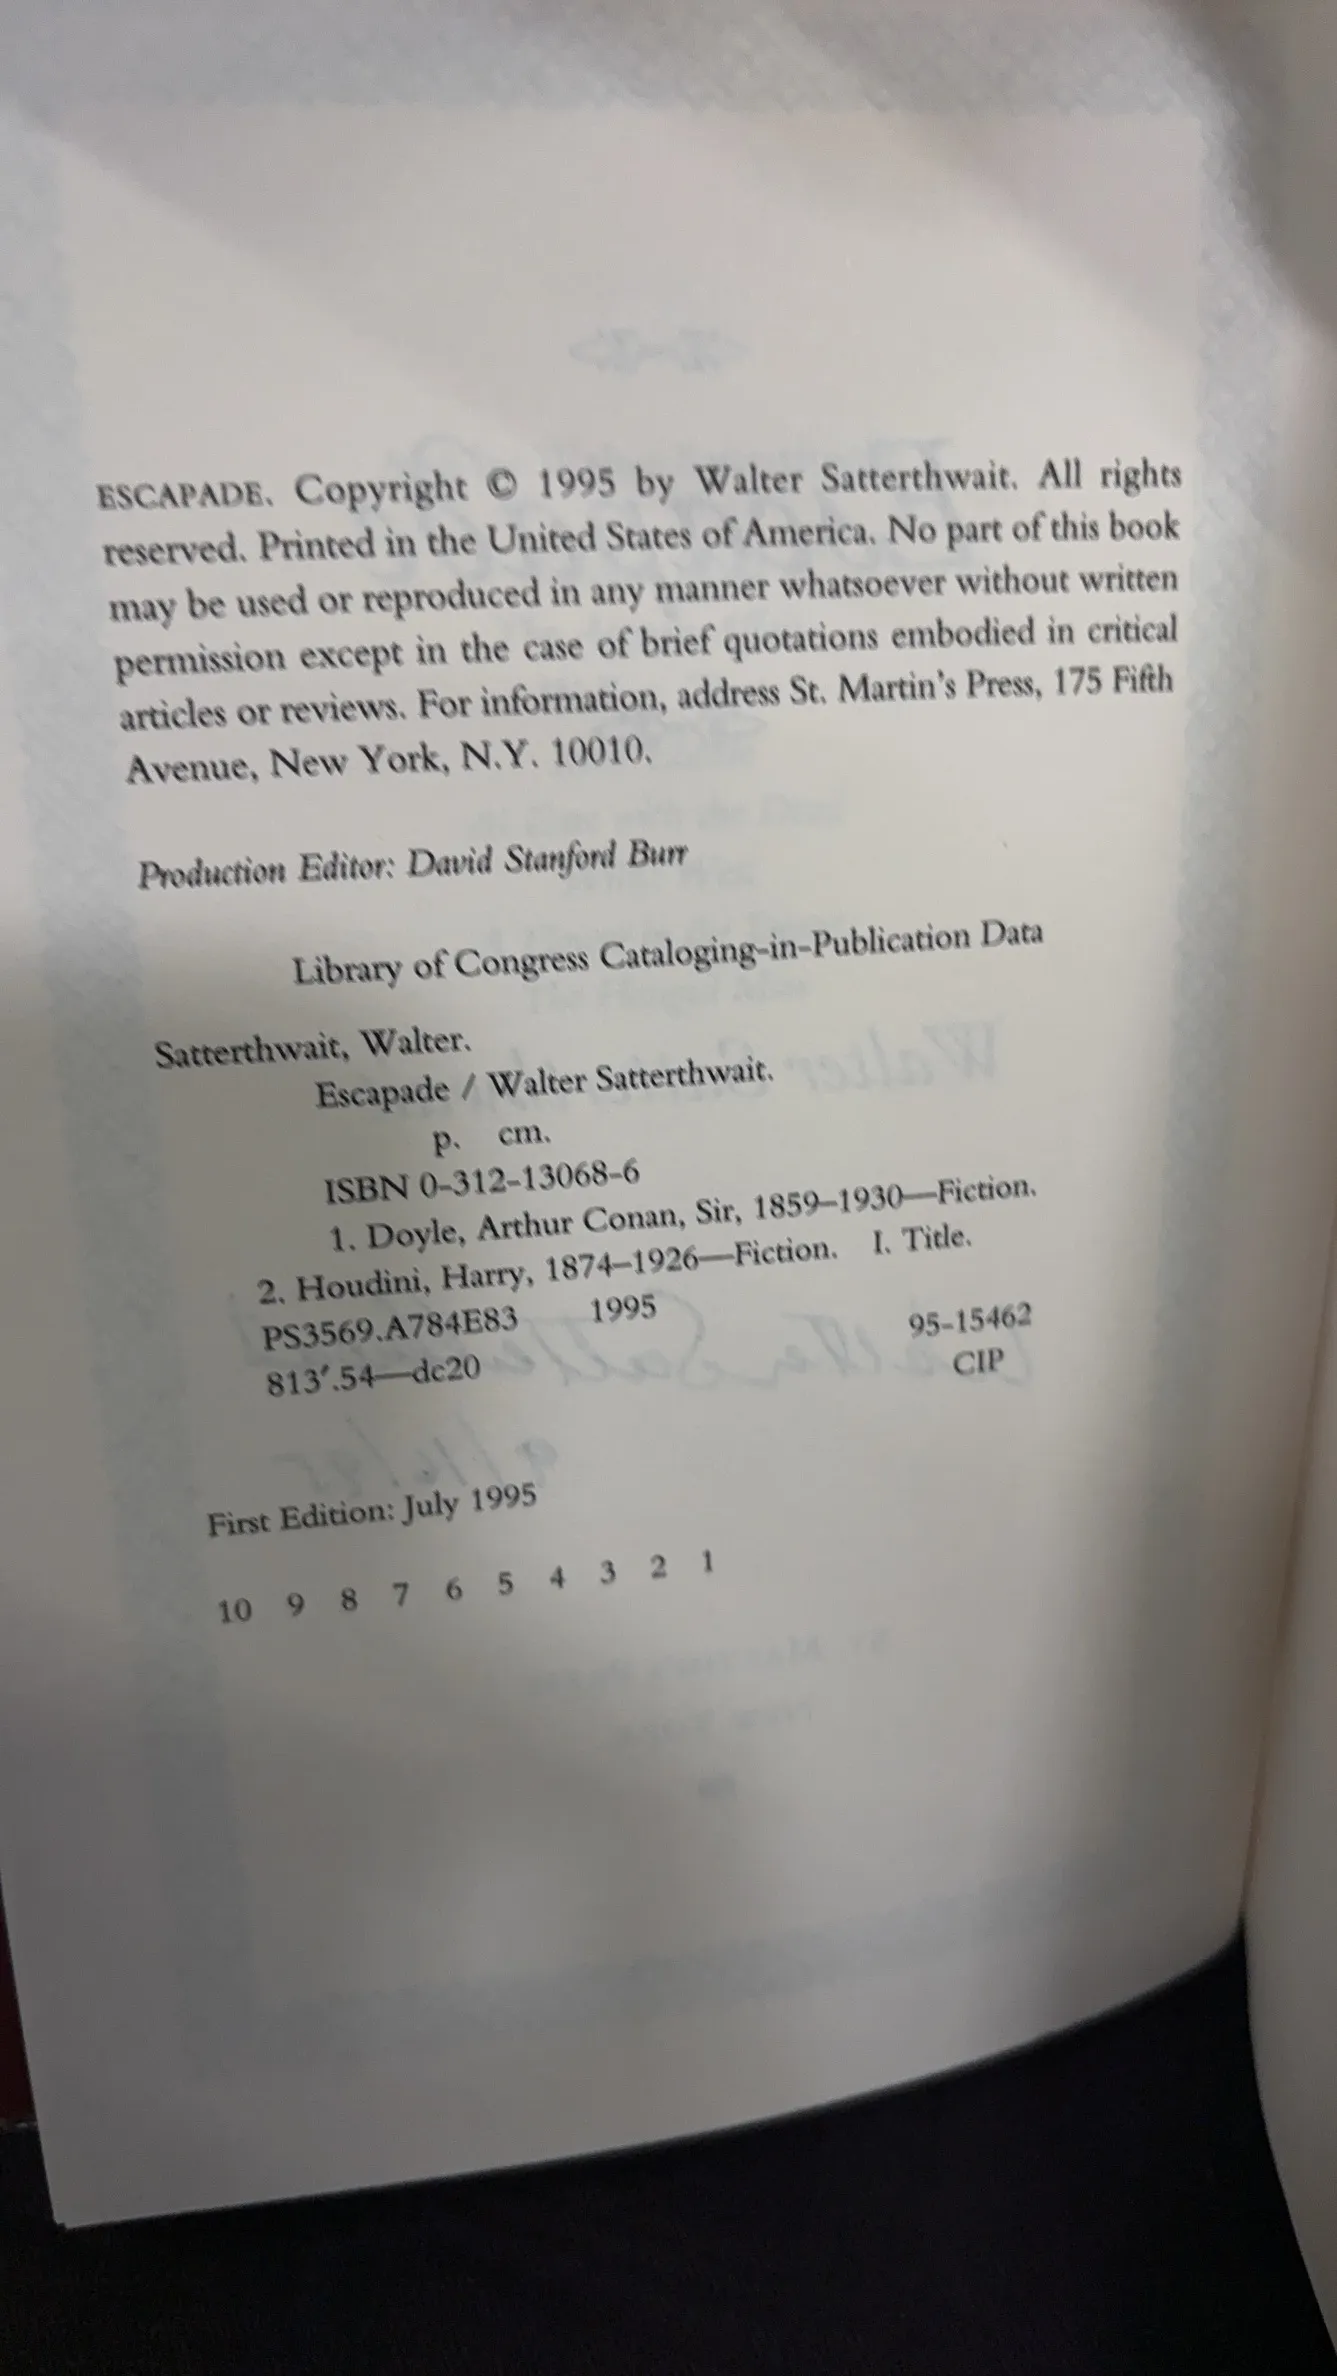 ESCAPADE. Copyright © 1995 by Walter Satterthwait. All rights
reserved. Printed in the United States of America. No part of this book
may be used or reproduced in any manner whatsoever without written
permission except in the case of brief quotations embodied in critical
articles or reviews. For information, address St. Martin's Press, 175 Fifth
Avenue, New York, N.Y. 10010.
Production Editor: David Stanford Burr
Library of Congress Cataloging-in-Publication Data
Satterthwait, Walter.
Escapade / Walter Satterthwait.
p. cm.
ISBN 0-312-13068-6
1. Doyle, Arthur Conan, Sir, 1859–1930—Fiction.
2. Houdini, Harry, 1874–1926—Fiction. I. Title.
PS3569.A784E83 1995 95-15462
813′.54—dc20 CIP
First Edition: July 1995
10 9 8 7 6 5 4 3 2 1